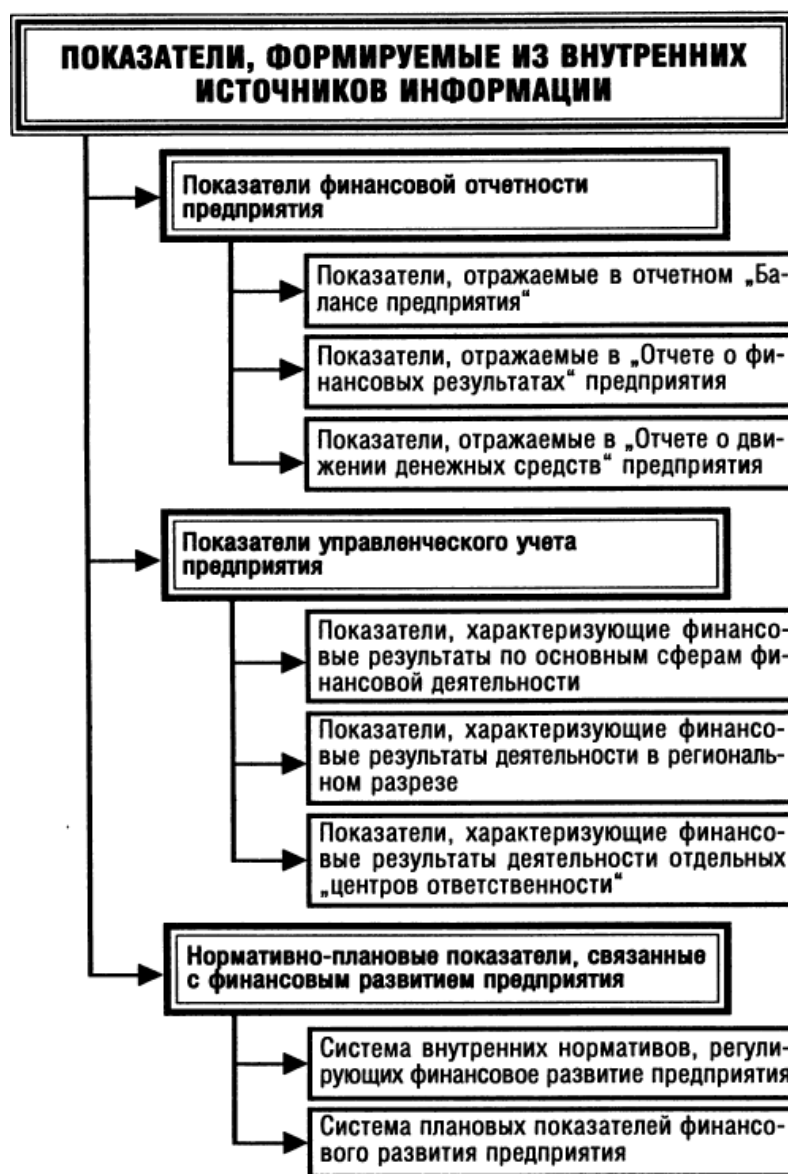 ПОКАЗАТЕЛИ, ФОРМИРУЕМЫЕ ИЗ ВНУТРЕННИХ
ИСТОЧНИКОВ ИНФОРМАЦИИ
Показатели финансовой отчетности
предприятия
Показатели, отражаемые в отчетном „Ба-
лансе предприятия“
Показатели, отражаемые в „Отчете о фи-
нансовых результатах“ предприятия
Показатели, отражаемые в „Отчете о дви-
жении денежных средств“ предприятия
Показатели управленческого учета
предприятия
Показатели, характеризующие финансо-
вые результаты по основным сферам фи-
нансовой деятельности
Показатели, характеризующие финансо-
вые результаты деятельности в региональ-
ном разрезе
Показатели, характеризующие финансо-
вые результаты деятельности отдельных
„центров ответственности“
Нормативно-плановые показатели, связанные
с финансовым развитием предприятия
Система внутренних нормативов, регули-
рующих финансовое развитие предприятия
Система плановых показателей финансо-
вого развития предприятия